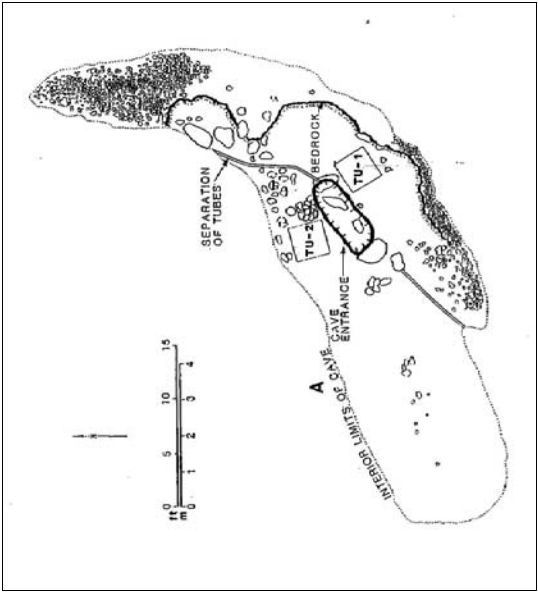 SEPARATION
OF TUBES
BEDROCK
TU-1
TU-2
CAVE
ENTRANCE
INTERIOR LIMITS OF CAVE
A
0 5 10 15
ft
m
0 1 2 3 4